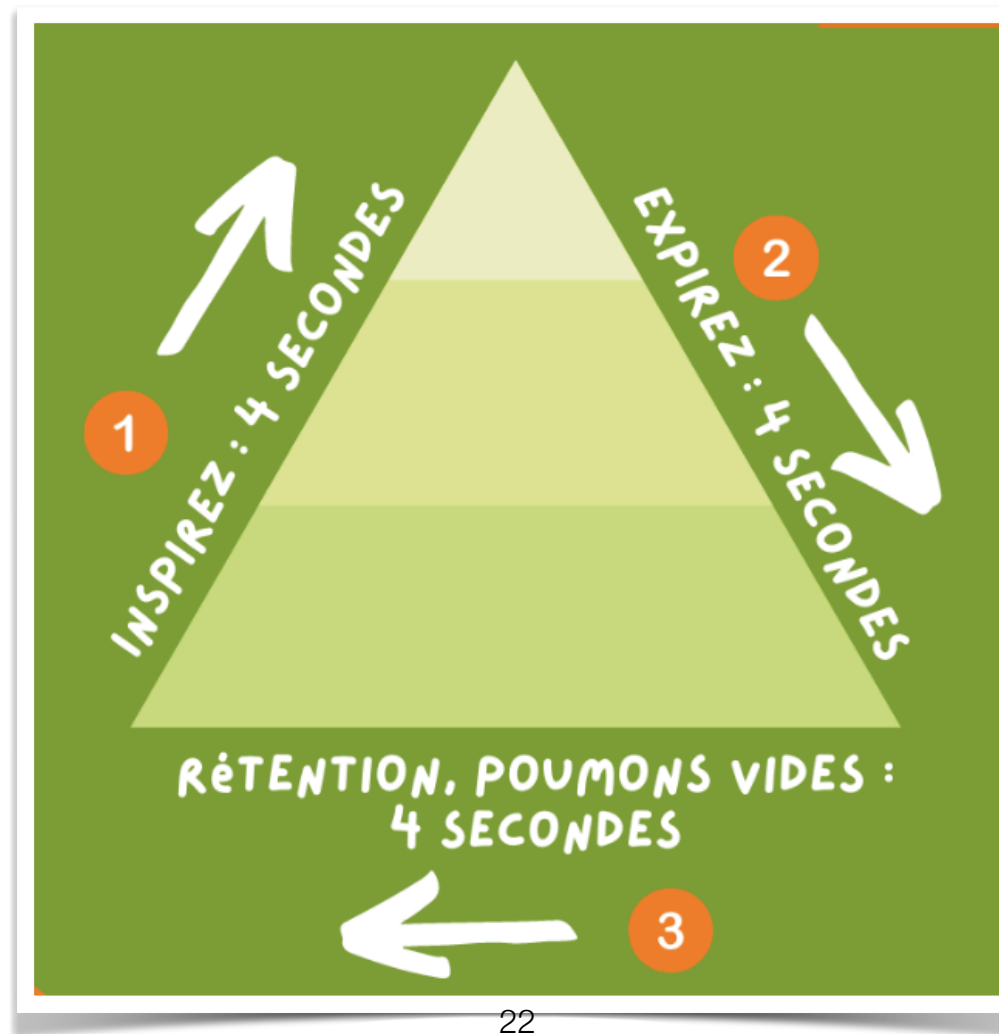 1
INSPIREZ : 4 SECONDES
2
EXPIREZ : 4 SECONDES
RÉTENTION, POUMONS VIDES :
4 SECONDES
3
22